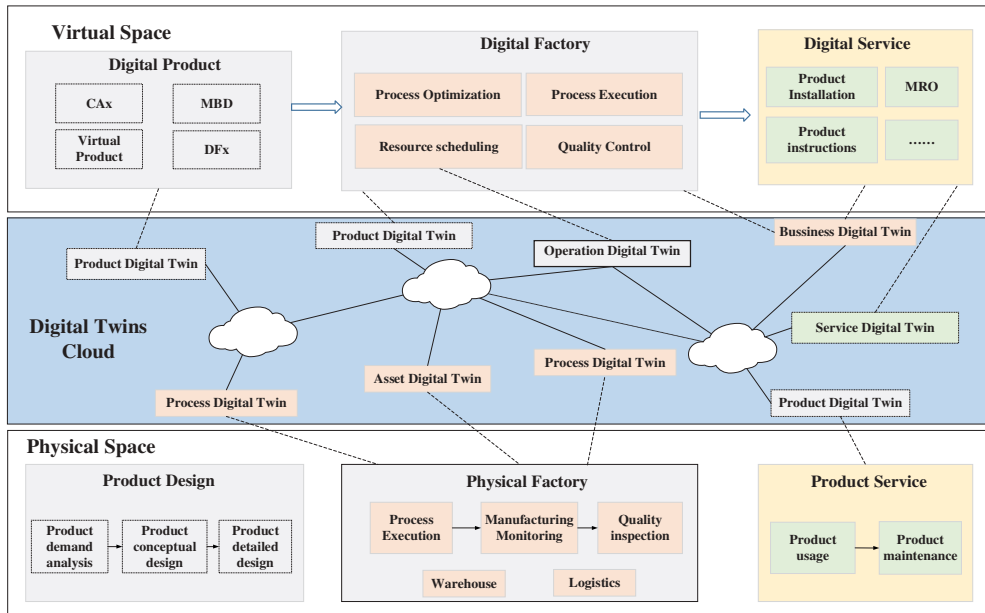 Virtual Space
Digital Product
CAx
MBD
Virtual
Product
DFx
Digital Factory
Process Optimization
Process Execution
Resource scheduling
Quality Control
Digital Service
Product
Installation
MRO
Product
instructions
......
Digital Twins
Cloud
Product Digital Twin
Product Digital Twin
Operation Digital Twin
Bussiness Digital Twin
Service Digital Twin
Process Digital Twin
Asset Digital Twin
Process Digital Twin
Product Digital Twin
Physical Space
Product Design
Product
demand
analysis
Product
conceptual
design
Product
detailed
design
Physical Factory
Process
Execution
Manufacturing
Monitoring
Quality
inspection
Warehouse
Logistics
Product Service
Product
usage
Product
maintenance